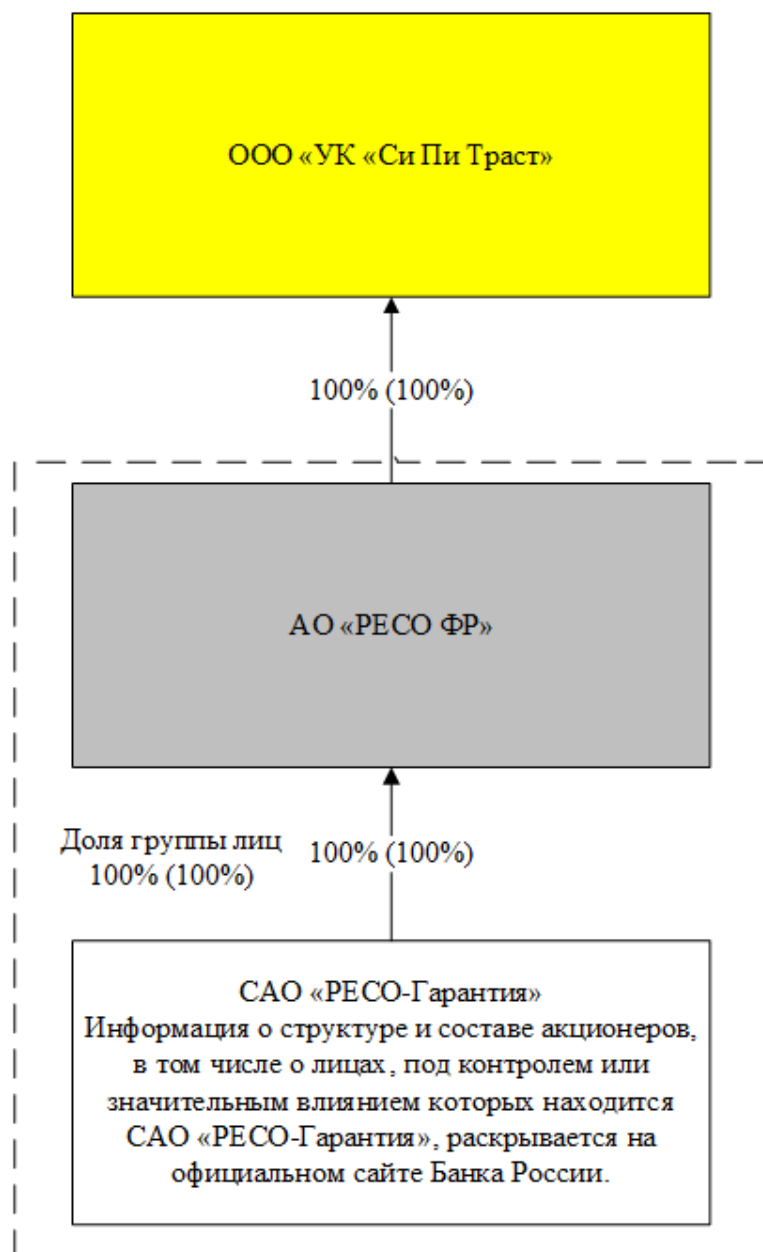 ООО «УК «Си Пи Траст»
100% (100%)
АО «РЕСО ФР»
Доля группы лиц
100% (100%)
100% (100%)
САО «РЕСО-Гарантия»
Информация о структуре и составе акционеров,
в том числе о лицах, под контролем или
значительным влиянием которых находится
САО «РЕСО-Гарантия», раскрывается на
официальном сайте Банка России.